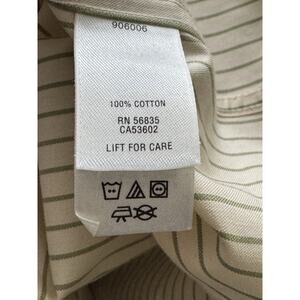 906006
100% COTTON
RN 56835
CA53602
LIFT FOR CARE